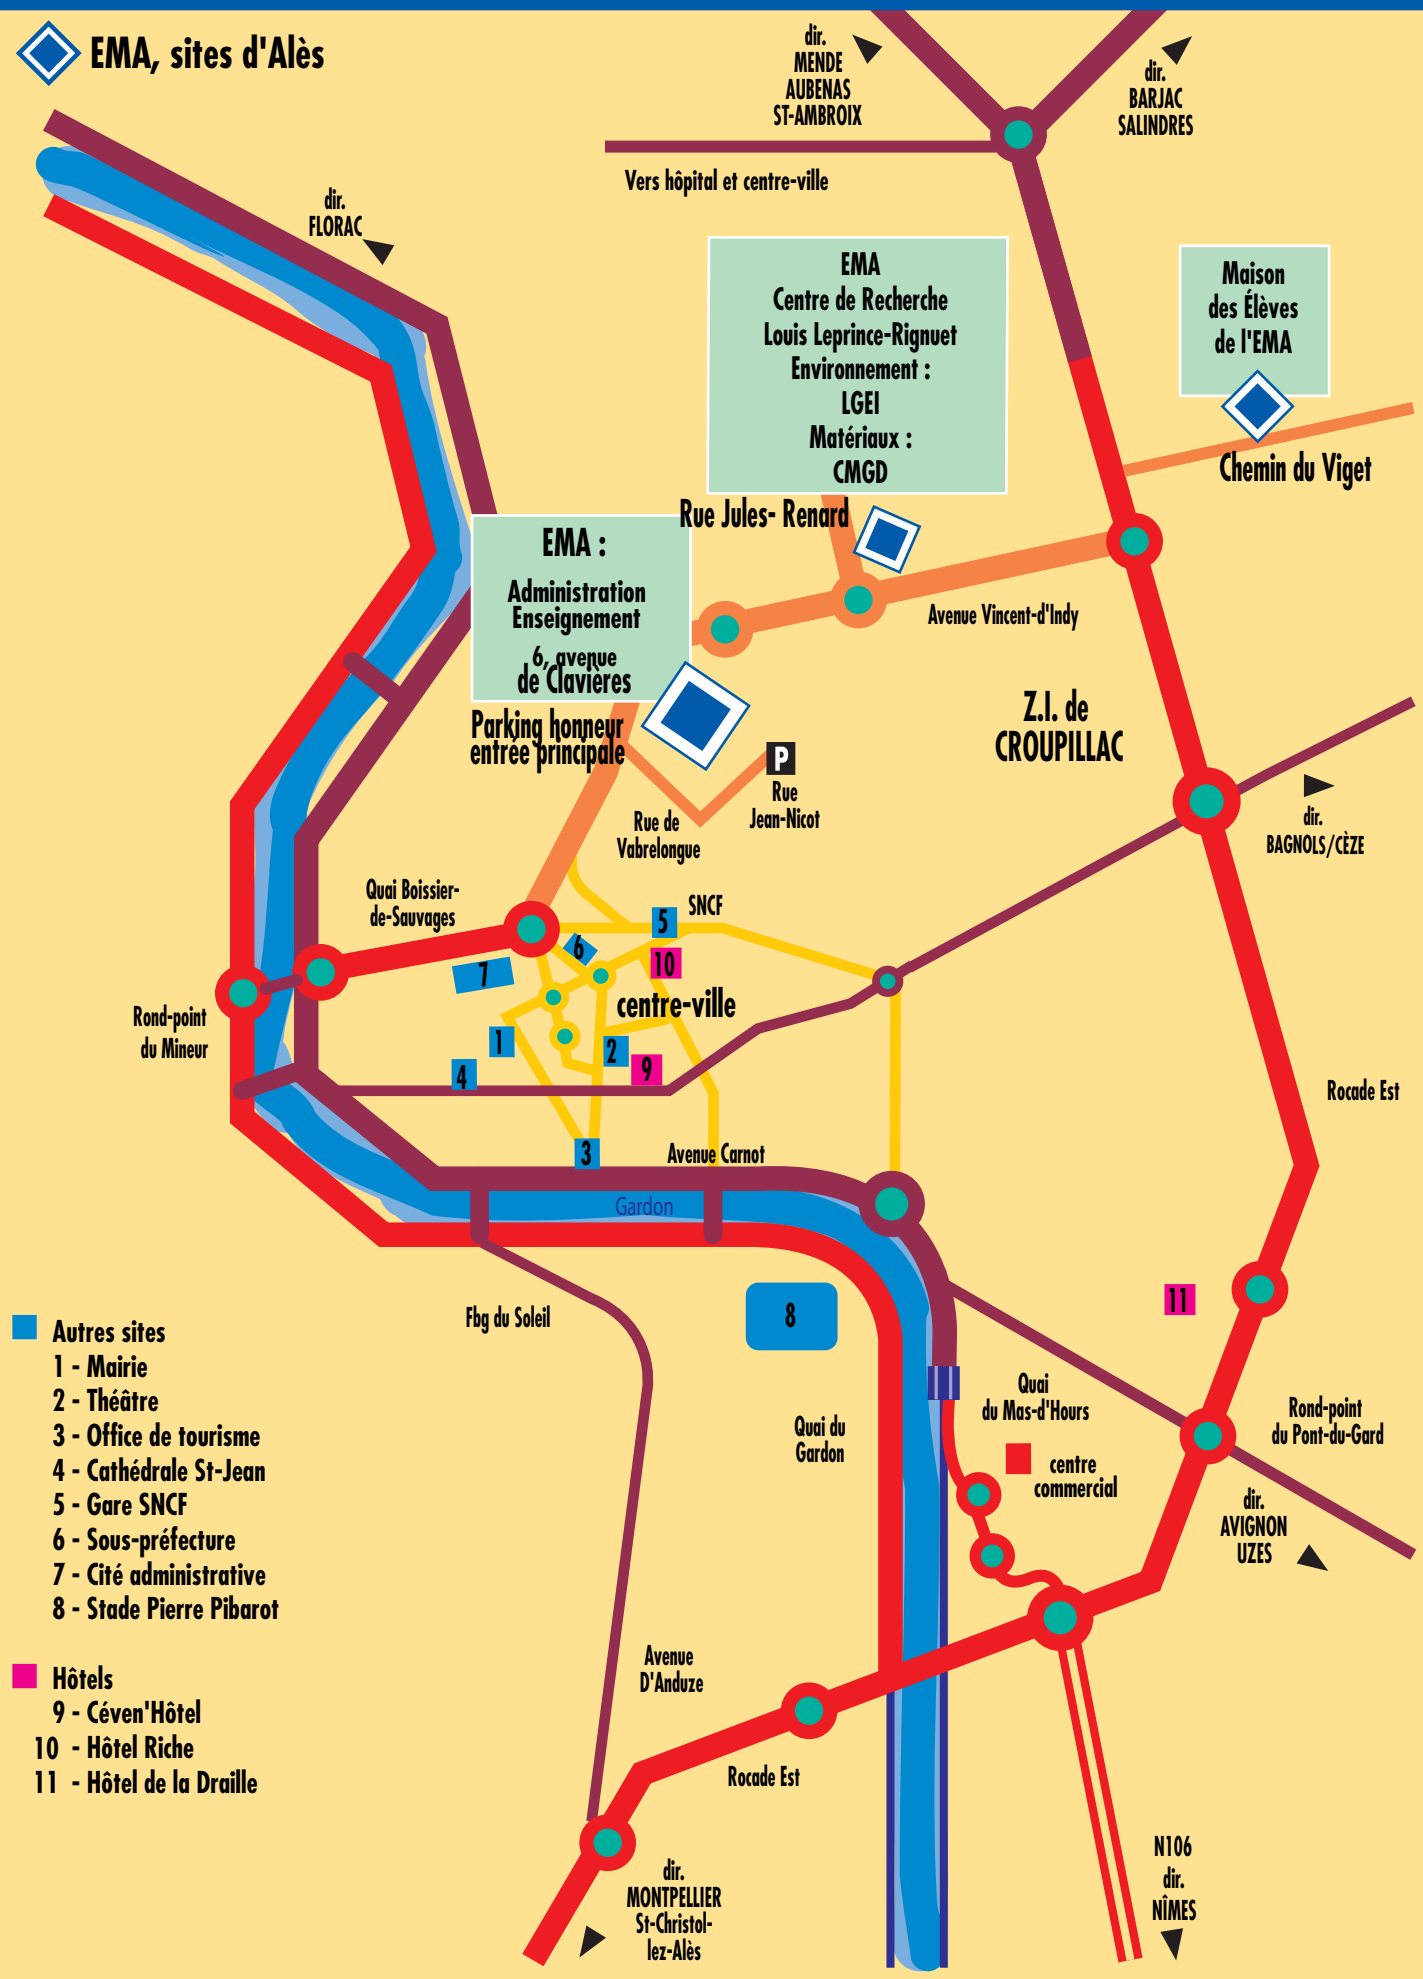 EMA, sites d'Alès
dir.
MENDE
AUBENAS
ST-AMBROIX
dir.
BARJAC
SALINDRES
Vers hôpital et centre-ville
dir.
FLORAC
EMA
Centre de Recherche
Louis Leprince-Rignuet
Environnement :
LGEI
Matériaux :
CMGD
Maison
des Élèves
de l'EMA
Chemin du Viget
Rue Jules- Renard
EMA :
Administration
Enseignement
6, avenue
de Clavières
Parking honneur
entrée principale
Avenue Vincent-d'Indy
Z.I. de
CROUPILLAC
P
Rue
Jean-Nicot
Rue de
Vabrelongue
dir.
BAGNOLS/CÈZE
Quai Boissier-
de-Sauvages
SNCF
5
6
7
10
centre-ville
Rond-point
du Mineur
1
2
4
9
3
Rocade Est
Avenue Carnot
Gardon
8
11
Fbg du Soleil
Quai
du Mas-d'Hours
Rond-point
du Pont-du-Gard
Quai du
Gardon
centre
commercial
dir.
AVIGNON
UZES
Autres sites
1 - Mairie
2 - Théâtre
3 - Office de tourisme
4 - Cathédrale St-Jean
5 - Gare SNCF
6 - Sous-préfecture
7 - Cité administrative
8 - Stade Pierre Pibarot
Hôtels
9 - Céven'Hôtel
10 - Hôtel Riche
11 - Hôtel de la Draille
Avenue
D'Anduze
Rocade Est
dir.
MONTPELLIER
St-Christol-
lez-Alès
N106
dir.
NÎMES